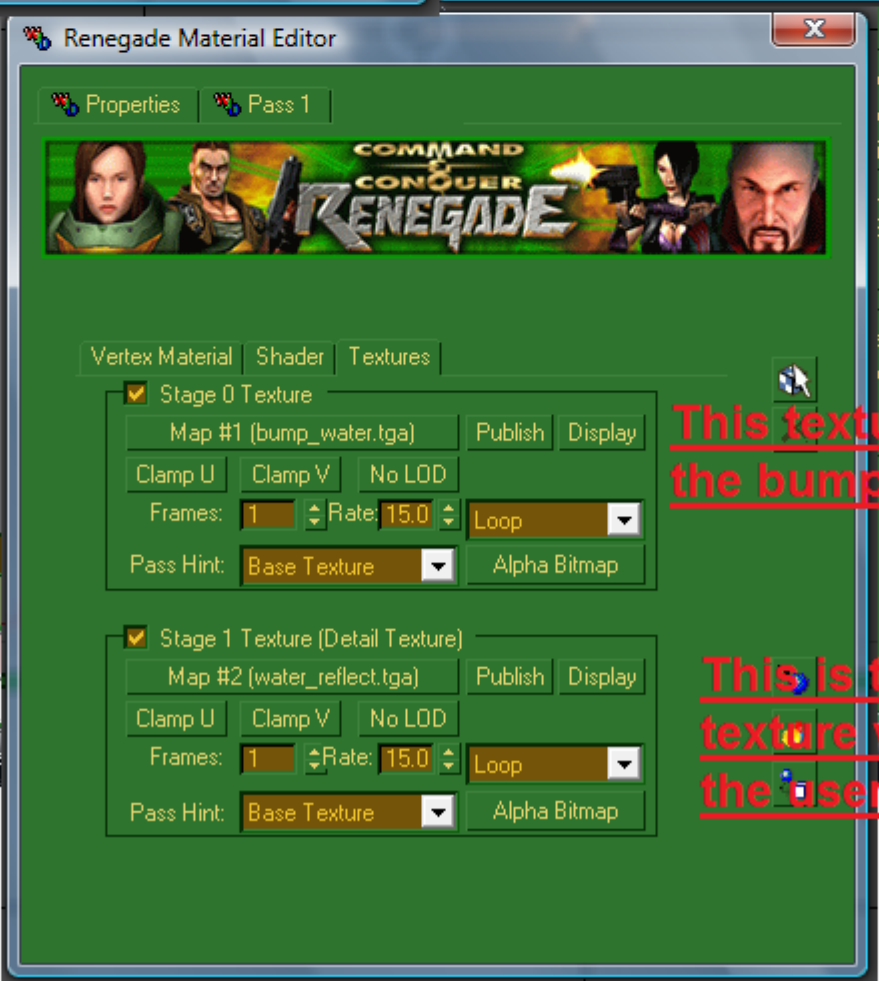 Renegade Material Editor
Properties Pass 1
COMMAND & CONQUER
RENEGADE
Vertex Material Shader Textures
Stage 0 Texture
Map #1 (bump_water.tga) Publish Display
Clamp U Clamp V No LOD
Frames: 1 Rate: 15.0 Loop
Pass Hint: Base Texture Alpha Bitmap
This textu
the bump
Stage 1 Texture (Detail Texture)
Map #2 (water_reflect.tga) Publish Display
Clamp U Clamp V No LOD
Frames: 1 Rate: 15.0 Loop
Pass Hint: Base Texture Alpha Bitmap
This is t
texture
the user